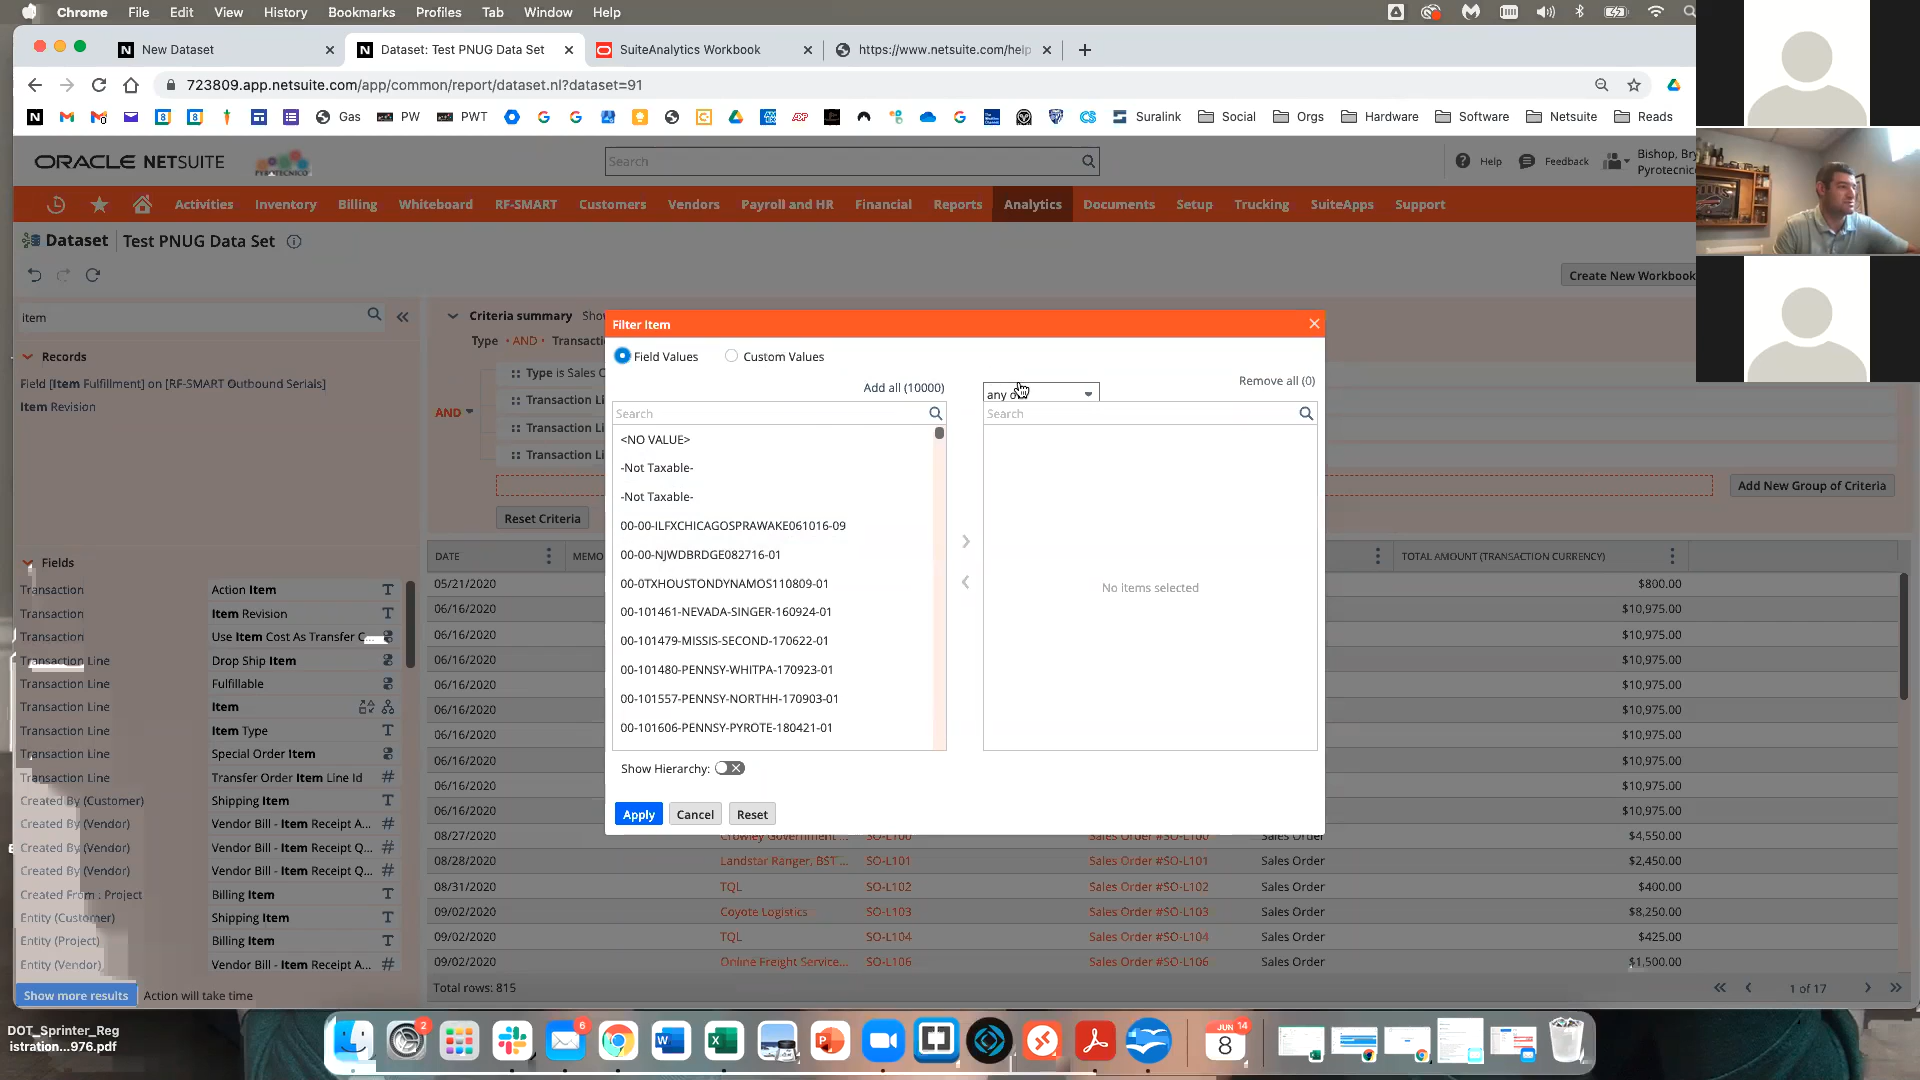 Chrome File Edit View History Bookmarks Profiles Tab Window Help
New Dataset Dataset: Test PNUG Data Set SuiteAnalytics Workbook https://www.netsuite.com/help
723809.app.netsuite.com/app/common/report/dataset.nl?dataset=91
Gas PW PWT Suralink Social Orgs Hardware Software Netsuite Reads
ORACLE NETSUITE PYROTECNICO Search Help Feedback Bishop,
Pyrotecnico
Activities Inventory Billing Whiteboard RF-SMART Customers Vendors Payroll and HR Financial Reports Analytics Documents Setup Trucking SuiteApps Support
Dataset Test PNUG Data Set
Create New Workbook
item
Records
Field [Item Fulfillment] on [RF-SMART Outbound Serials]
Item Revision
Criteria summary
Type • AND •
Type is Sales
AND
Add New Group of Criteria
Reset Criteria
Filter Item
Field Values Custom Values
Add all (10000)
any
Remove all (0)
Search
Search
<NO VALUE>
-Not Taxable-
-Not Taxable-
00-00-ILFXCHICAGOSPRAWAKE061016-09
00-00-NJWDBRDGE082716-01
00-0TXHOUSTONDYNAMOS110809-01
00-101461-NEVADA-SINGER-160924-01
00-101479-MISSIS-SECOND-170622-01
00-101480-PENNSY-WHITPA-170923-01
00-101557-PENNSY-NORTHH-170903-01
00-101606-PENNSY-PYROTE-180421-01
No items selected
Show Hierarchy:
Apply Cancel Reset
Fields
Transaction Action Item
Transaction Item Revision
Transaction Use Item Cost As Transfer C...
Transaction Line Drop Ship Item
Transaction Line Fulfillable
Transaction Line Item
Transaction Line Item Type
Transaction Line Special Order Item
Transaction Line Transfer Order Item Line Id
Created By (Customer) Shipping Item
Created By (Vendor) Vendor Bill - Item Receipt A...
Created By (Vendor) Vendor Bill - Item Receipt Q...
Created By (Vendor) Vendor Bill - Item Receipt Q...
Created From : Project Billing Item
Entity (Customer) Shipping Item
Entity (Project) Billing Item
Entity (Vendor) Vendor Bill - Item Receipt A...
Show more results Action will take time
DATE MEMO TOTAL AMOUNT (TRANSACTION CURRENCY)
05/21/2020 $800.00
06/16/2020 $10,975.00
06/16/2020 $10,975.00
06/16/2020 $10,975.00
06/16/2020 $10,975.00
06/16/2020 $10,975.00
06/16/2020 $10,975.00
06/16/2020 $10,975.00
06/16/2020 $10,975.00
06/16/2020 $10,975.00
08/27/2020 Crowley Government ... SO-L100 Sales Order #SO-L100 Sales Order $4,550.00
08/28/2020 Landstar Ranger, BST ... SO-L101 Sales Order #SO-L101 Sales Order $2,450.00
08/31/2020 TQL SO-L102 Sales Order #SO-L102 Sales Order $400.00
09/02/2020 Coyote Logistics SO-L103 Sales Order #SO-L103 Sales Order $8,250.00
09/02/2020 TQL SO-L104 Sales Order #SO-L104 Sales Order $425.00
09/02/2020 Online Freight Service... SO-L106 Sales Order #SO-L106 Sales Order $1,500.00
Total rows: 815 1 of 17
DOT_Sprinter_Reg
istration...976.pdf
2
6
JUN 14
8